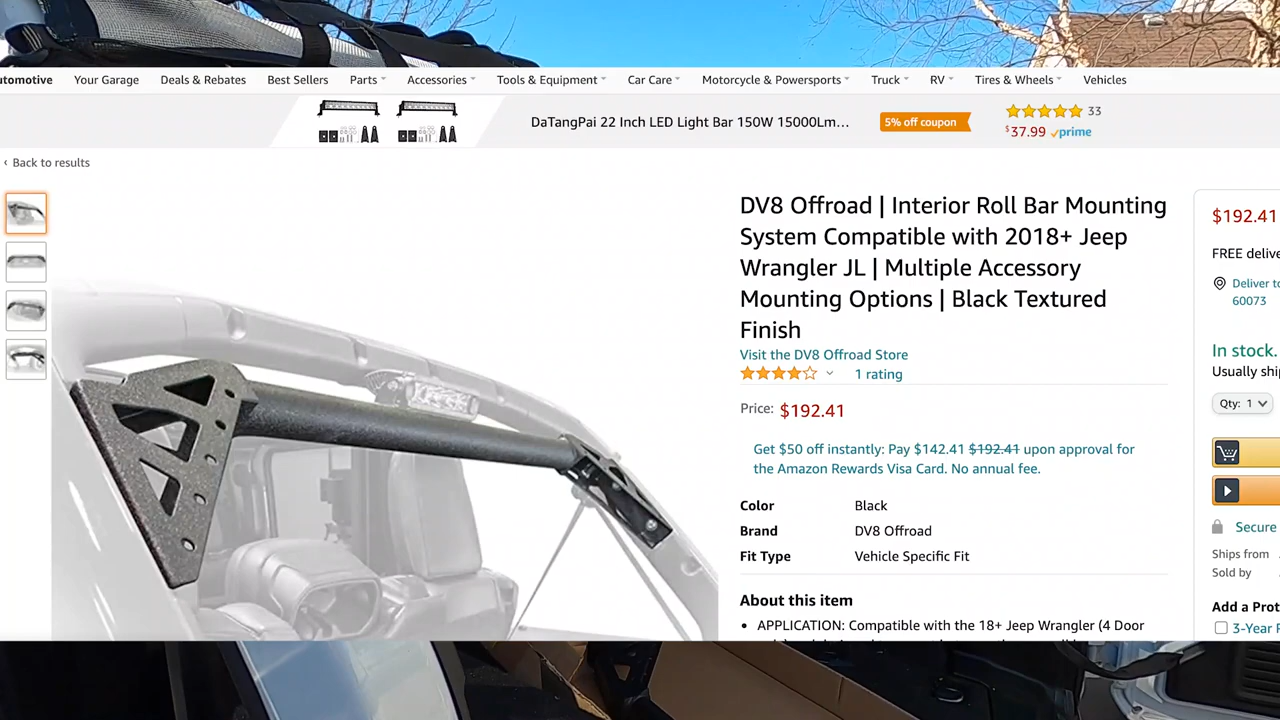 utomotive Your Garage Deals & Rebates Best Sellers Parts Accessories Tools & Equipment Car Care Motorcycle & Powersports Truck RV Tires & Wheels Vehicles
DaTangPai 22 Inch LED Light Bar 150W 15000Lm... 5% off coupon 33
$37.99 prime
‹ Back to results
DV8 Offroad | Interior Roll Bar Mounting
System Compatible with 2018+ Jeep
Wrangler JL | Multiple Accessory
Mounting Options | Black Textured
Finish
Visit the DV8 Offroad Store
1 rating
Price: $192.41
Get $50 off instantly: Pay $142.41 $192.41 upon approval for
the Amazon Rewards Visa Card. No annual fee.
Color Black
Brand DV8 Offroad
Fit Type Vehicle Specific Fit
About this item
• APPLICATION: Compatible with the 18+ Jeep Wrangler (4 Door
$192.41
FREE delive
Deliver to
60073
In stock.
Usually ship
Qty: 1
Secure
Ships from
Sold by
Add a Prot
3-Year P